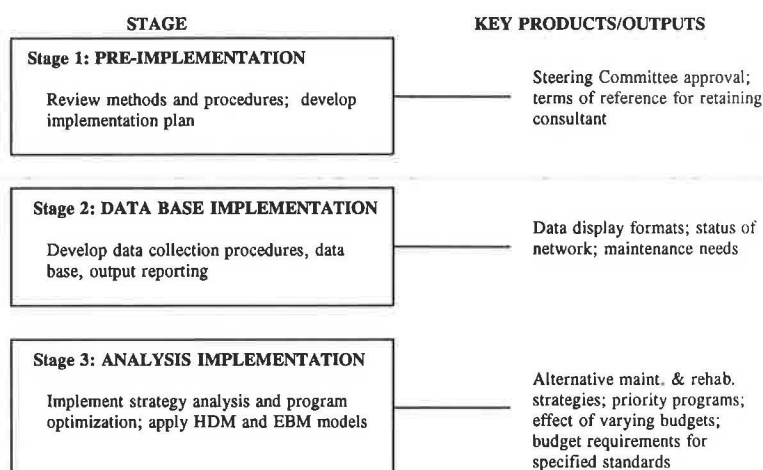 STAGE
KEY PRODUCTS/OUTPUTS
Stage 1: PRE-IMPLEMENTATION
Review methods and procedures; develop
implementation plan
Steering Committee approval;
terms of reference for retaining
consultant
Stage 2: DATA BASE IMPLEMENTATION
Develop data collection procedures, data
base, output reporting
Data display formats; status of
network; maintenance needs
Stage 3: ANALYSIS IMPLEMENTATION
Implement strategy analysis and program
optimization; apply HDM and EBM models
Alternative maint. & rehab.
strategies; priority programs;
effect of varying budgets;
budget requirements for
specified standards